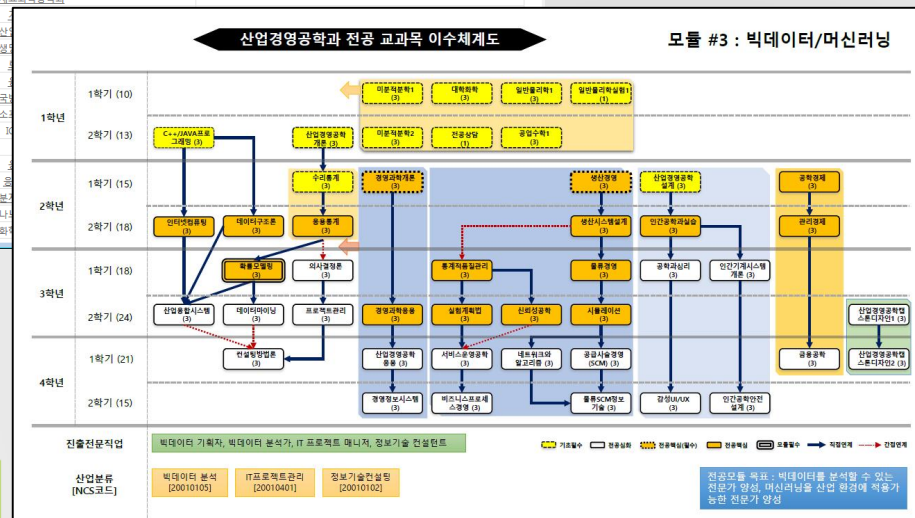 산업경영공학과 전공 교과목 이수체계도
모듈 #3 : 빅데이터/머신러닝
1학년
1학기 (10)
미분적분학1
(3)
대학화학
(3)
일반물리학1
(3)
일반물리학실험1
(1)
2학기 (13)
C++/JAVA프로
그래밍 (3)
산업경영공학
개론 (3)
미분적분학2
(3)
전공상담
(1)
공업수학1
(3)
2학년
1학기 (15)
수리통계
(3)
경영과학개론
(3)
생산경영
(3)
산업경영공학
설계 (3)
공학경제
(3)
2학기 (18)
인터넷컴퓨팅
(3)
데이타구조론
(3)
응용통계
(3)
생산시스템설계
(3)
인간공학과실습
(3)
관리경제
(3)
3학년
1학기 (18)
확률모델링
(3)
의사결정론
(3)
통계적품질관리
(3)
물류경영
(3)
공학과심리
(3)
인간기계시스템
개론 (3)
2학기 (24)
산업융합시스템
(3)
데이터마이닝
(3)
프로젝트관리
(3)
경영과학응용
(3)
실험계획법
(3)
신뢰성공학
(3)
시뮬레이션
(3)
산업경영공학캡
스톤디자인1 (3)
4학년
1학기 (21)
컨설팅방법론
(3)
산업경영공학
응용 (3)
서비스운영공학
(3)
네트워크와
알고리즘 (3)
공급사슬경영
(SCM) (3)
금융공학
(3)
산업경영공학캡
스톤디자인2 (3)
2학기 (15)
경영정보시스템
(3)
비즈니스프로세
스경영 (3)
물류SCM정보
기술 (3)
감성UI/UX
(3)
인간공학안전
설계 (3)
진출전문직업
빅데이터 기획자, 빅데이터 분석가, IT 프로젝트 매니저, 정보기술 컨설턴트
기초필수
전공심화
전공핵심(필수)
전공핵심
모듈필수
직접연계
간접연계
산업분류
[NCS코드]
빅데이터 분석
[20010105]
IT프로젝트관리
[20010401]
정보기술컨설팅
[20010102]
전공모듈 목표 : 빅데이터를 분석할 수 있는
전문가 양성, 머신러닝을 산업 환경에 적용가
능한 전문가 양성